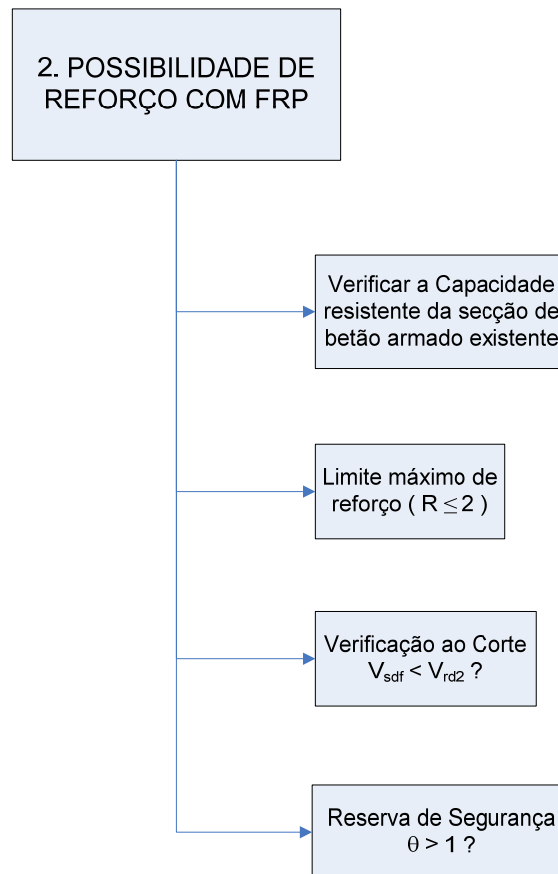 2. POSSIBILIDADE DE
REFORÇO COM FRP
Verificar a Capacidade
resistente da secção de
betão armado existente
Limite máximo de
reforço ( R ≤ 2 )
Verificação ao Corte
Vsdf < Vrd2 ?
Reserva de Segurança
θ > 1 ?